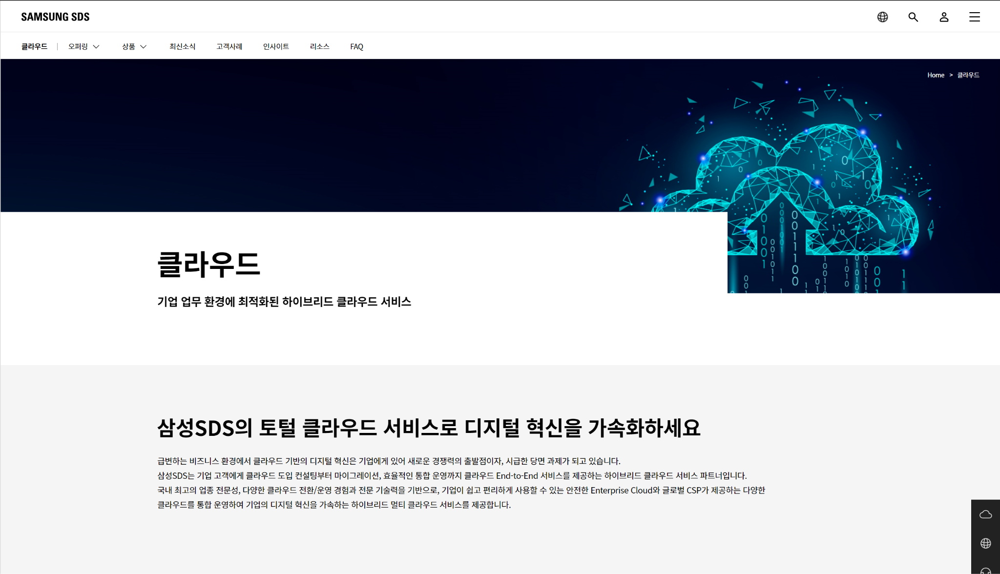 SAMSUNG SDS
클라우드 오퍼링 상품 최신소식 고객사례 인사이트 리소스 FAQ
Home > 클라우드
클라우드
기업 업무 환경에 최적화된 하이브리드 클라우드 서비스
삼성SDS의 토털 클라우드 서비스로 디지털 혁신을 가속화하세요
급변하는 비즈니스 환경에서 클라우드 기반의 디지털 혁신은 기업에게 있어 새로운 경쟁력의 출발점이자, 시급한 당면 과제가 되고 있습니다.
삼성SDS는 기업 고객에게 클라우드 도입 컨설팅부터 마이그레이션, 효율적인 통합 운영까지 클라우드 End-to-End 서비스를 제공하는 하이브리드 클라우드 서비스 파트너입니다.
국내 최고의 업종 전문성, 다양한 클라우드 전환/운영 경험과 전문 기술력을 기반으로, 기업이 쉽고 편리하게 사용할 수 있는 안전한 Enterprise Cloud와 글로벌 CSP가 제공하는 다양한
클라우드를 통합 운영하여 기업의 디지털 혁신을 가속하는 하이브리드 멀티 클라우드 서비스를 제공합니다.